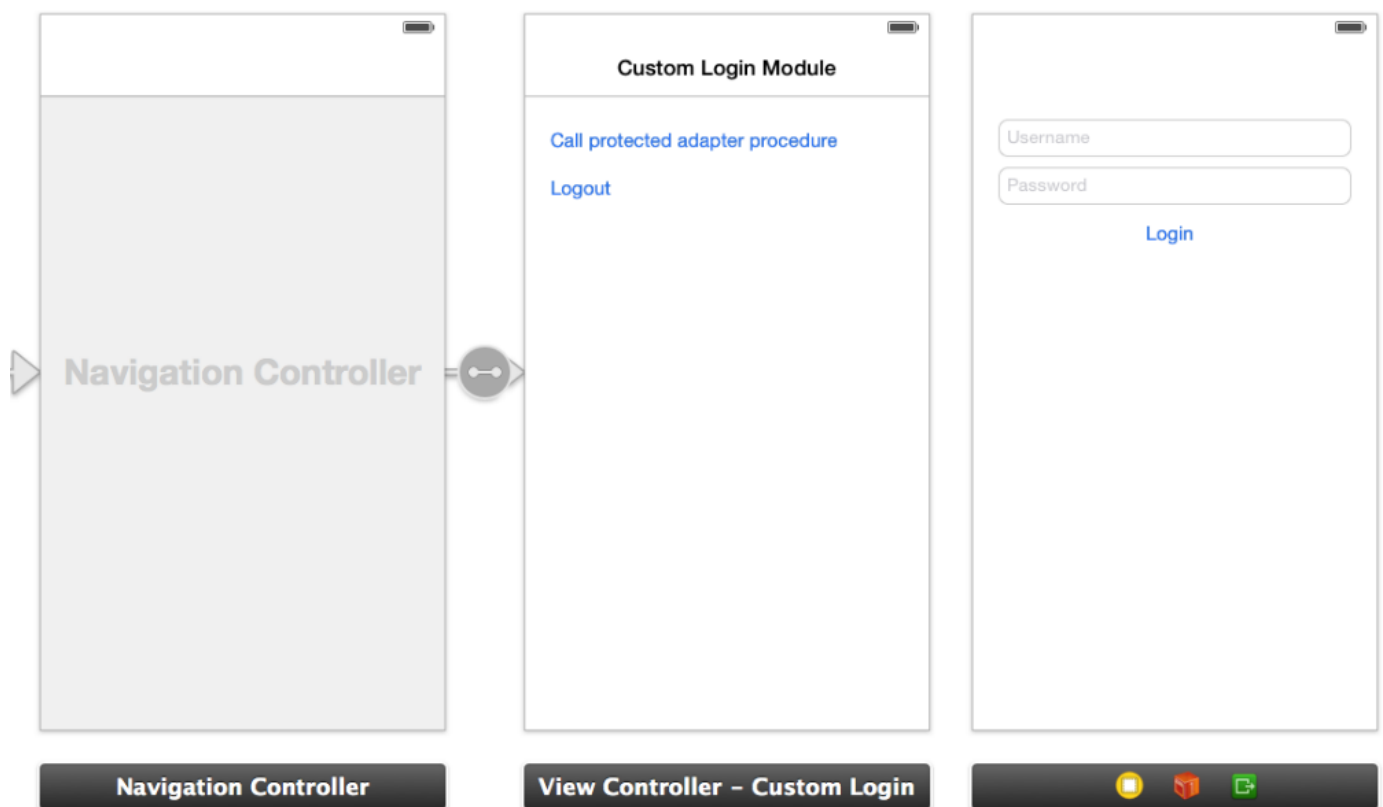 Navigation Controller
Navigation Controller
Custom Login Module
Call protected adapter procedure
Logout
View Controller – Custom Login
Username
Password
Login